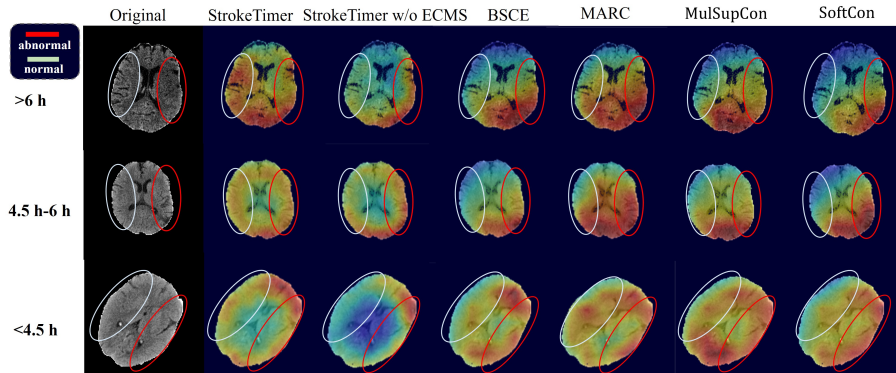 Original StrokeTimer StrokeTimer w/o ECMS BSCE MARC MulSupCon SoftCon
abnormal
normal
>6 h
4.5 h-6 h
<4.5 h